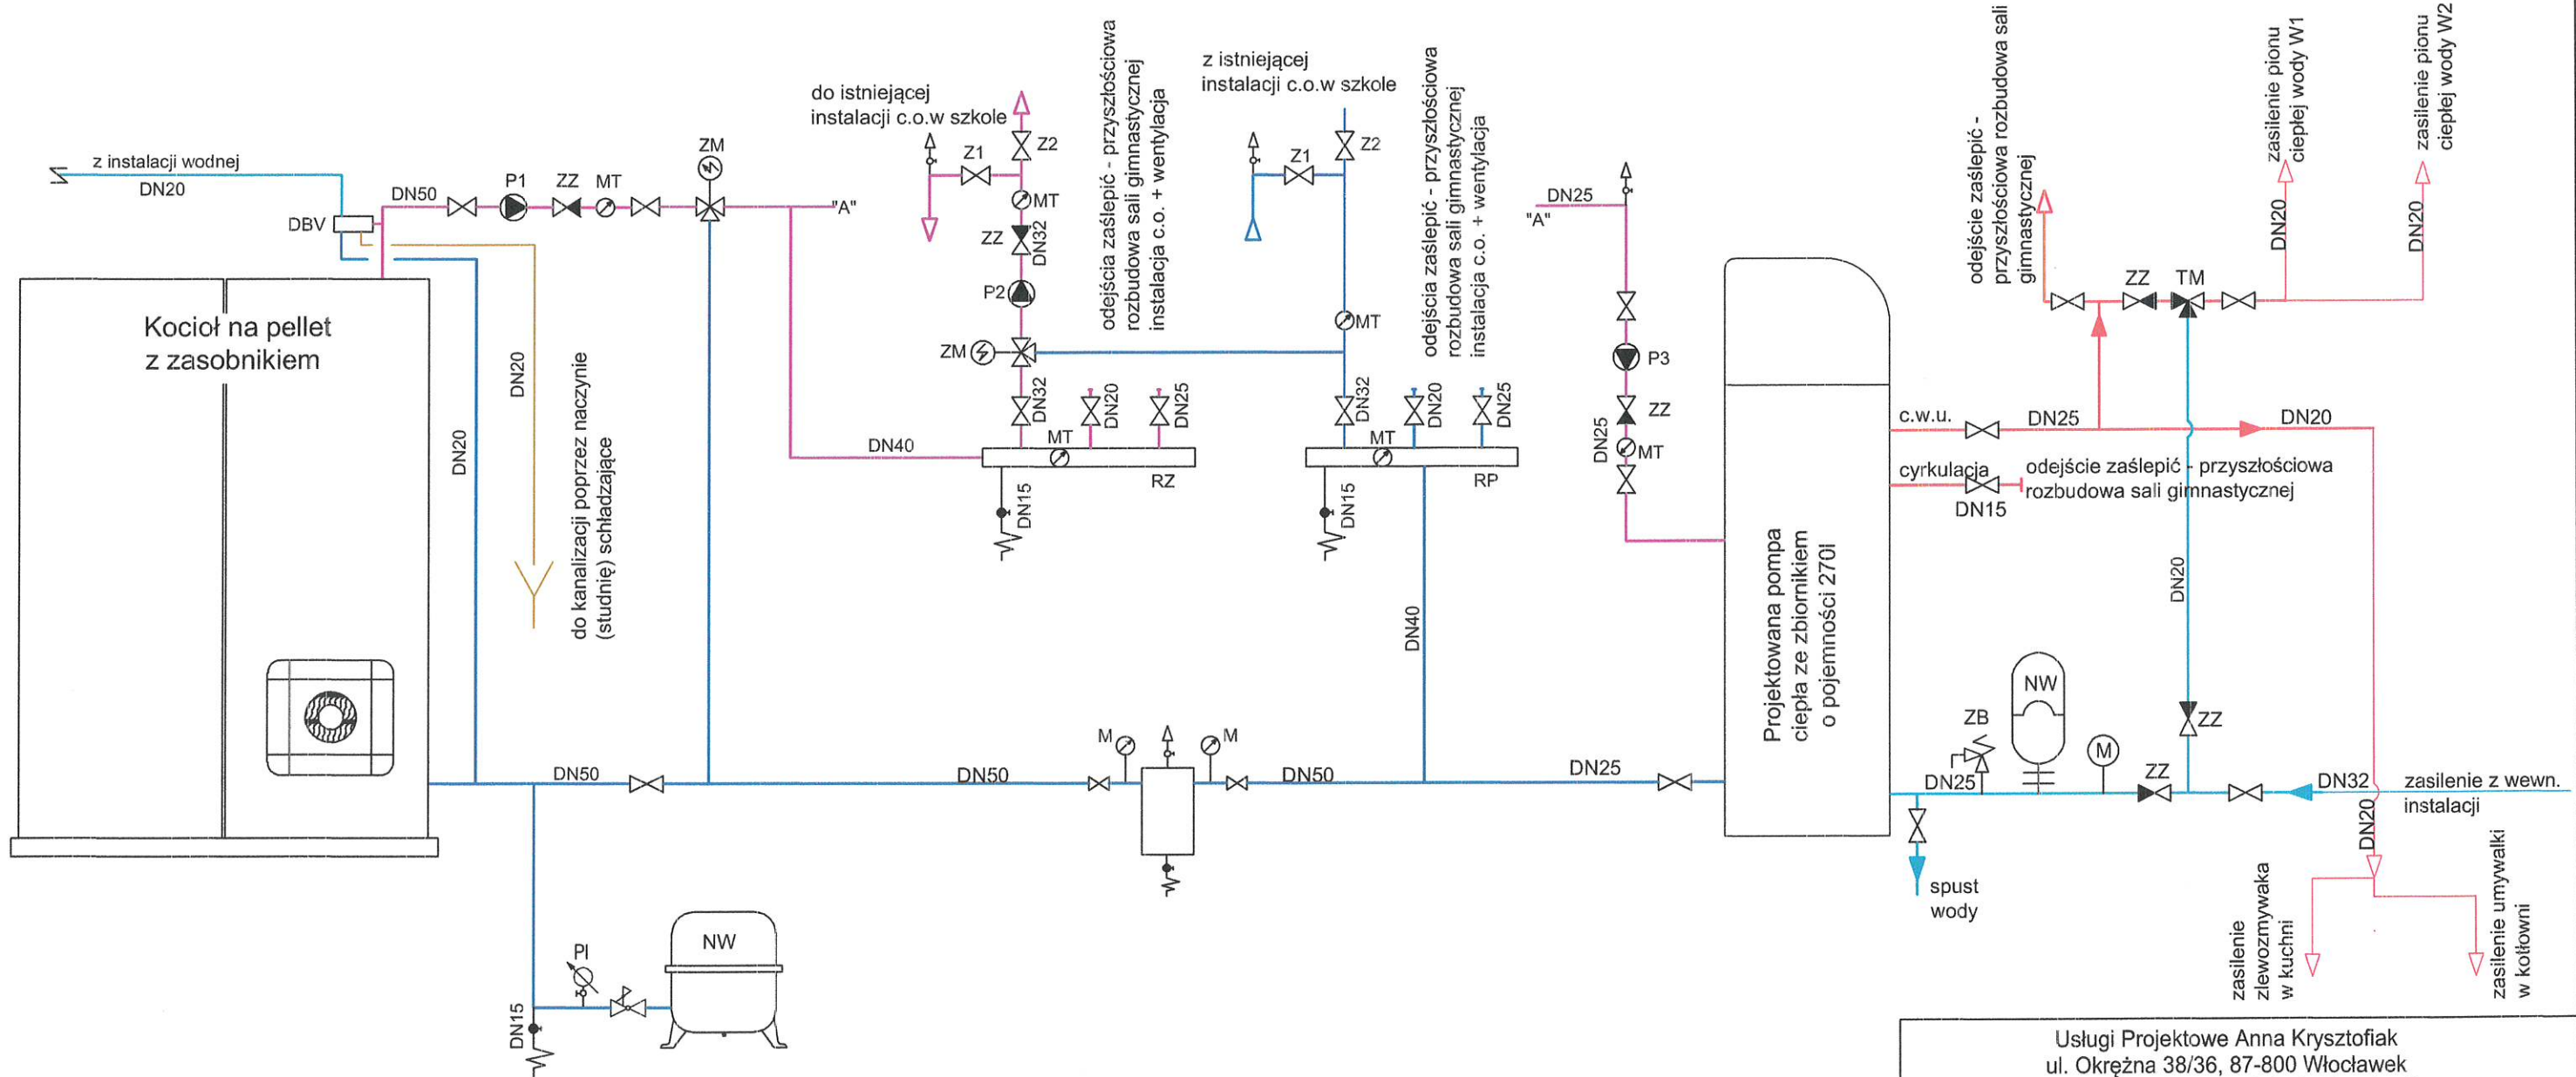 z instalacji wodnej
DN20
DBV
DN50
P1
ZZ
MT
ZM
"A"
Kocioł na pellet
z zasobnikiem
DN20
DN20
do kanalizacji poprzez naczynie
(studnię) schładzające
do istniejącej
instalacji c.o.w szkole
Z1
Z2
MT
ZZ
DN32
P2
ZM
DN32
DN20
DN25
MT
RZ
DN40
DN15
odejścia zaślepić - przyszłościowa
rozbudowa sali gimnastycznej
instalacja c.o. + wentylacja
z istniejącej
instalacji c.o.w szkole
Z1
Z2
MT
DN32
DN20
DN25
MT
RP
DN15
DN40
odejścia zaślepić - przyszłościowa
rozbudowa sali gimnastycznej
instalacja c.o. + wentylacja
DN25
"A"
P3
ZZ
DN25
MT
Projektowana pompa
ciepła ze zbiornikiem
o pojemności 270l
odejście zaślepić -
przyszłościowa rozbudowa sali
gimnastycznej
zasilenie pionu
ciepłej wody W1
zasilenie pionu
ciepłej wody W2
DN20
DN20
ZZ
TM
c.w.u.
DN25
DN20
cyrkulacja
DN15
odejście zaślepić - przyszłościowa
rozbudowa sali gimnastycznej
DN20
NW
ZB
M
ZZ
ZZ
DN25
DN32
zasilenie z wewn.
instalacji
DN20
spust
wody
zasilenie
zlewozmywaka
w kuchni
zasilenie umywalki
w kotłowni
DN50
DN50
M
M
DN50
DN25
PI
NW
DN15
Usługi Projektowe Anna Krysztofiak
ul. Okrężna 38/36, 87-800 Włocławek